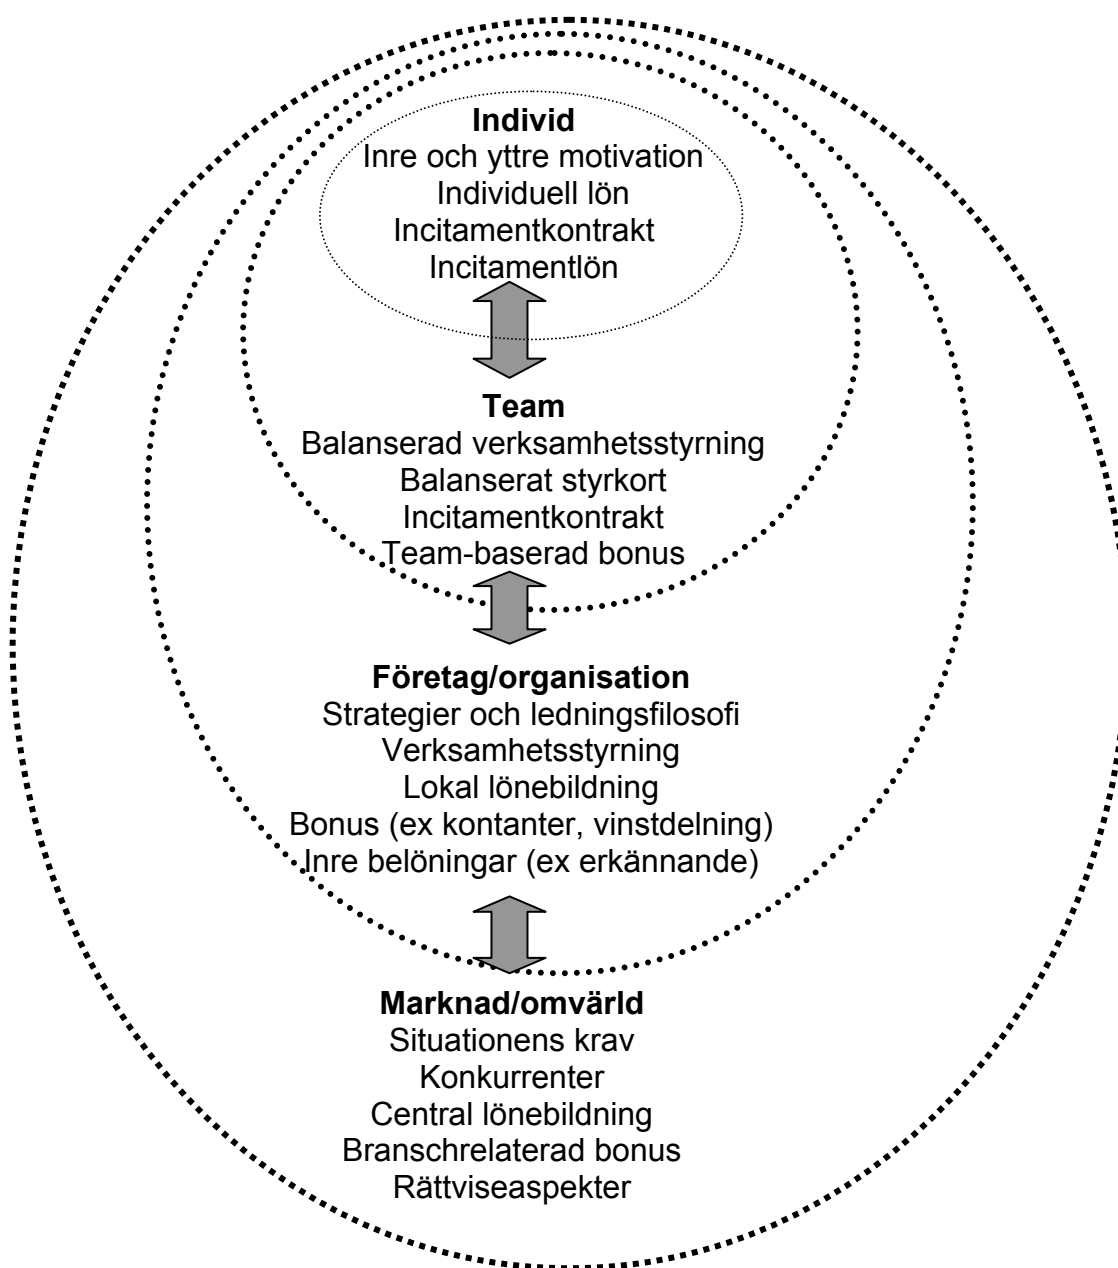 Individ
Inre och yttre motivation
Individuell lön
Incitamentkontrakt
Incitamentlön
Team
Balanserad verksamhetsstyrning
Balanserat styrkort
Incitamentkontrakt
Team-baserad bonus
Företag/organisation
Strategier och ledningsfilosofi
Verksamhetsstyrning
Lokal lönebildning
Bonus (ex kontanter, vinstdelning)
Inre belöningar (ex erkännande)
Marknad/omvärld
Situationens krav
Konkurrenter
Central lönebildning
Branschrelaterad bonus
Rättviseaspekter